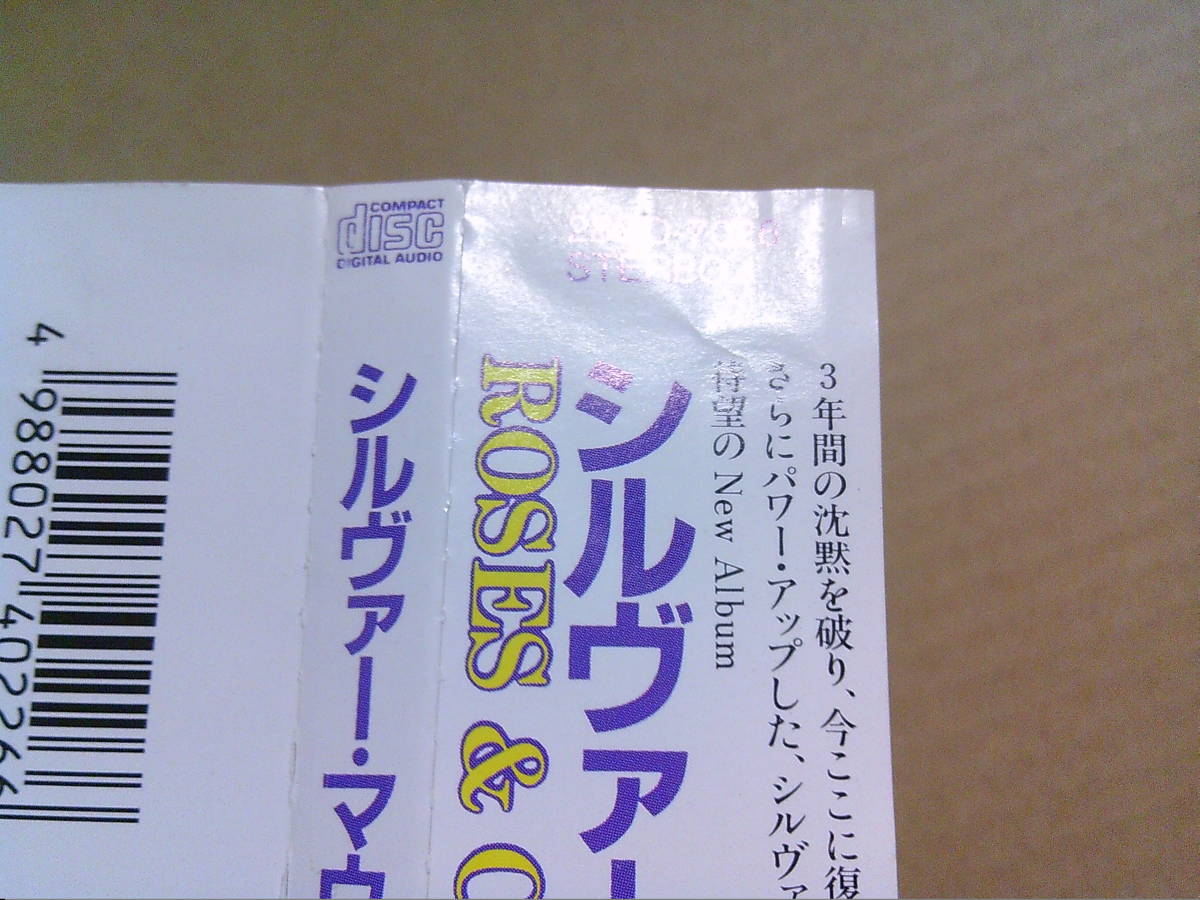 3年間の沈黙を破り、今ここに復
さらにパワー・アップした、シルヴァ
待望の New Album
シルヴァー
ROSES &
COMPACT
disc
DIGITAL AUDIO
シルヴァー・マウ
4 988027 402266